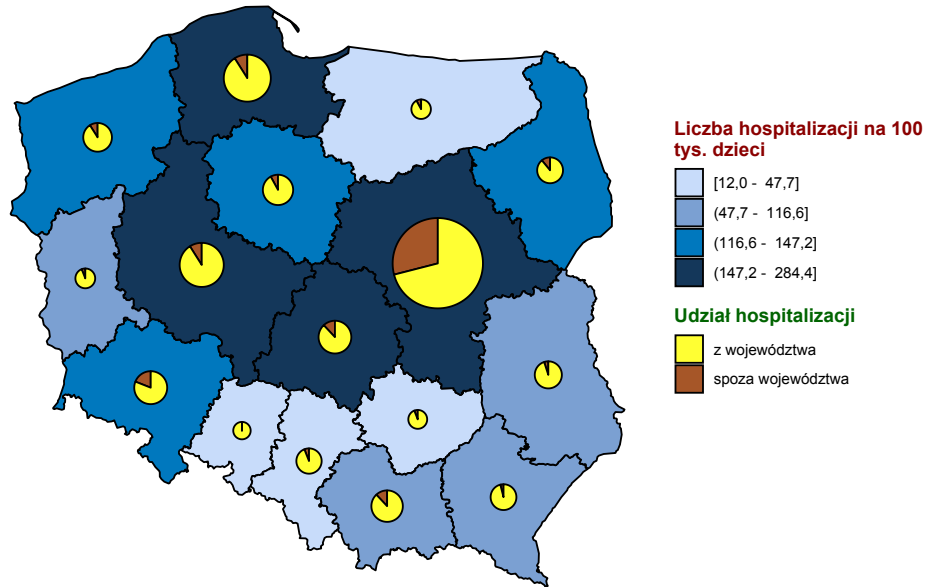 Liczba hospitalizacji na 100
tys. dzieci
[12,0 - 47,7]
(47,7 - 116,6]
(116,6 - 147,2]
(147,2 - 284,4]
Udział hospitalizacji
z województwa
spoza województwa